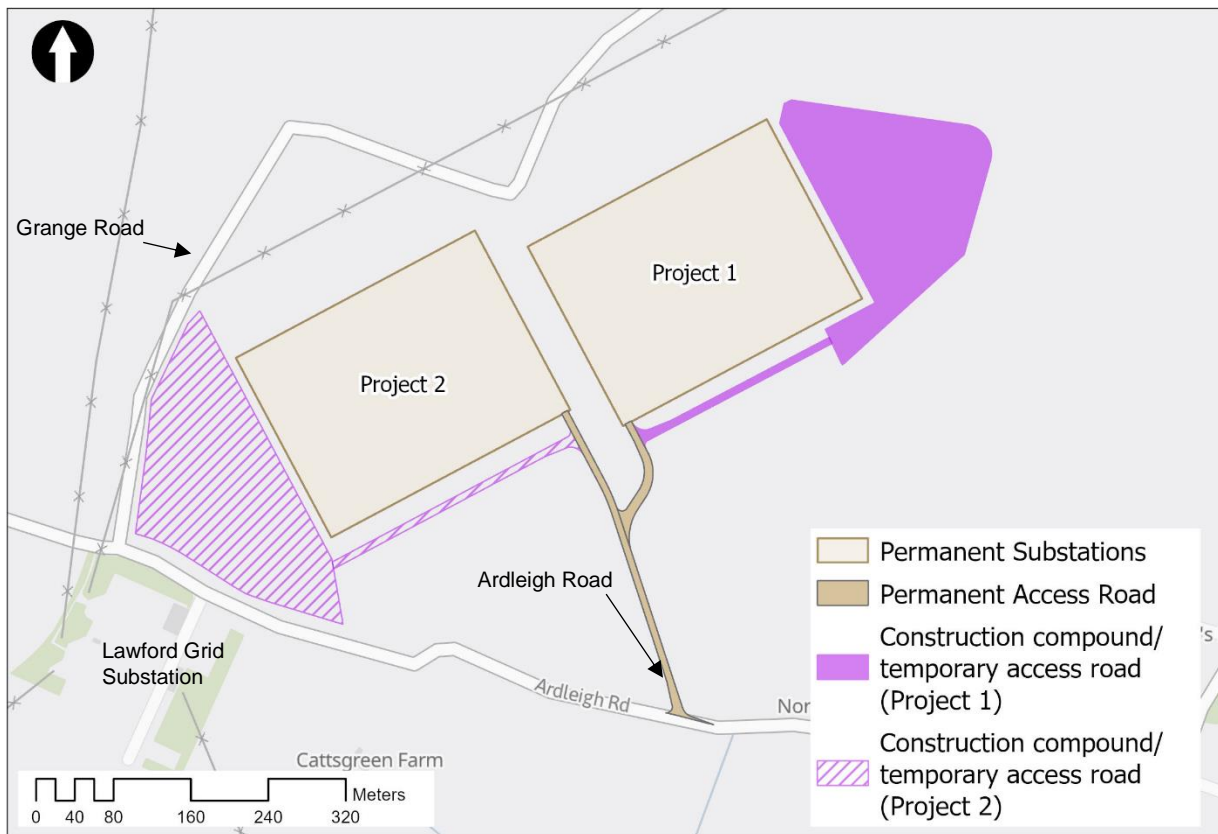 Grange Road
Project 1
Project 2
Ardleigh Road
Lawford Grid
Substation
Ardleigh Rd
Nor
's
Cattsgreen Farm
Permanent Substations
Permanent Access Road
Construction compound/
temporary access road
(Project 1)
Construction compound/
temporary access road
(Project 2)
Meters
0 40 80 160 240 320